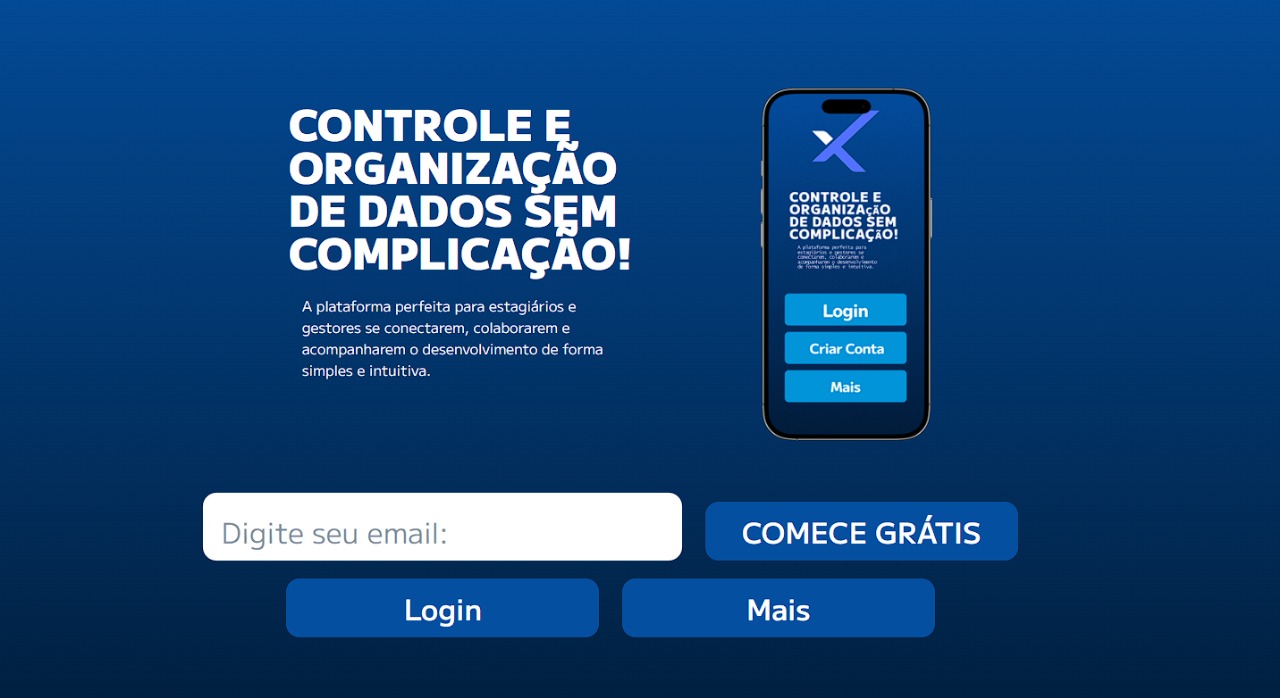 CONTROLE E
ORGANIZAÇÃO
DE DADOS SEM
COMPLICAÇÃO!
A plataforma perfeita para estagiários e
gestores se conectarem, colaborarem e
acompanharem o desenvolvimento de forma
simples e intuitiva.
CONTROLE E
ORGANIZAçãO
DE DADOS SEM
COMPLICAçãO!
A plataforma perfeita para
estagiários e gestores se
conectarem, colaborarem e
acompanharem o desenvolvimento
de forma simples e intuitiva.
Login
Criar Conta
Mais
Digite seu email:
COMECE GRÁTIS
Login
Mais